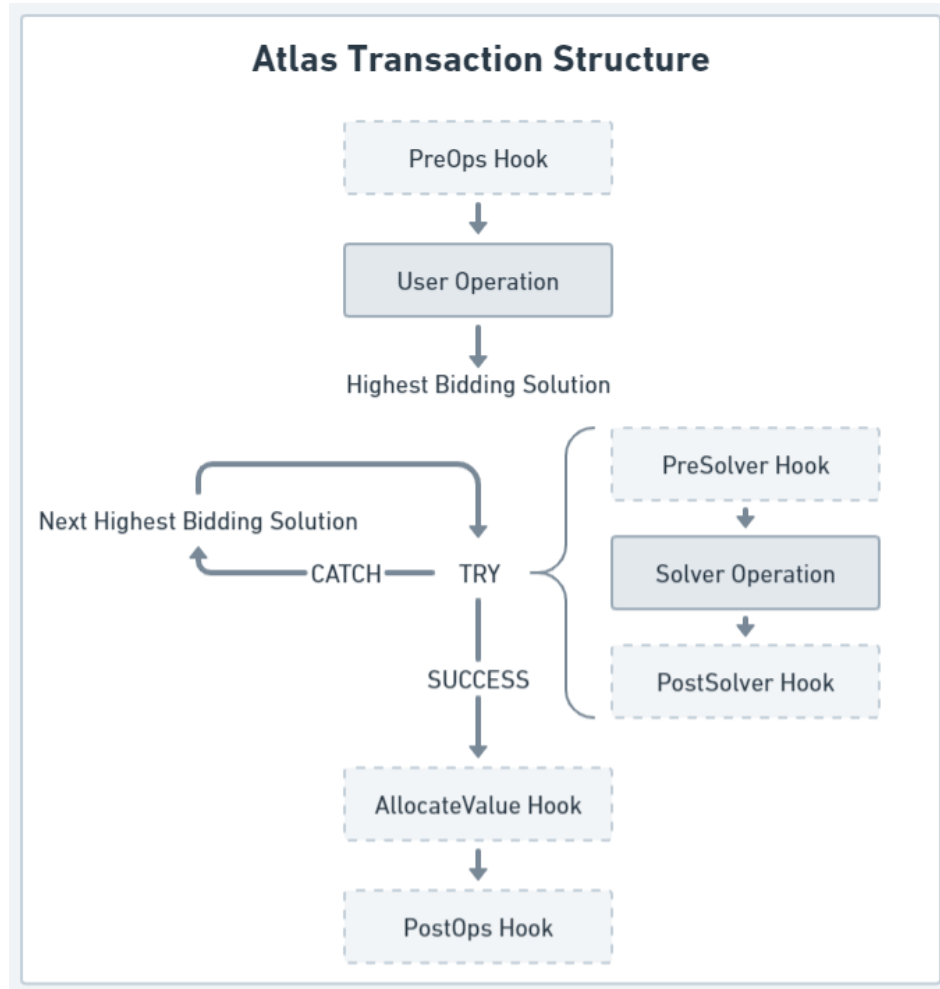 Atlas Transaction Structure
PreOps Hook
User Operation
Highest Bidding Solution
PreSolver Hook
Next Highest Bidding Solution
CATCH
TRY
Solver Operation
PostSolver Hook
SUCCESS
AllocateValue Hook
PostOps Hook